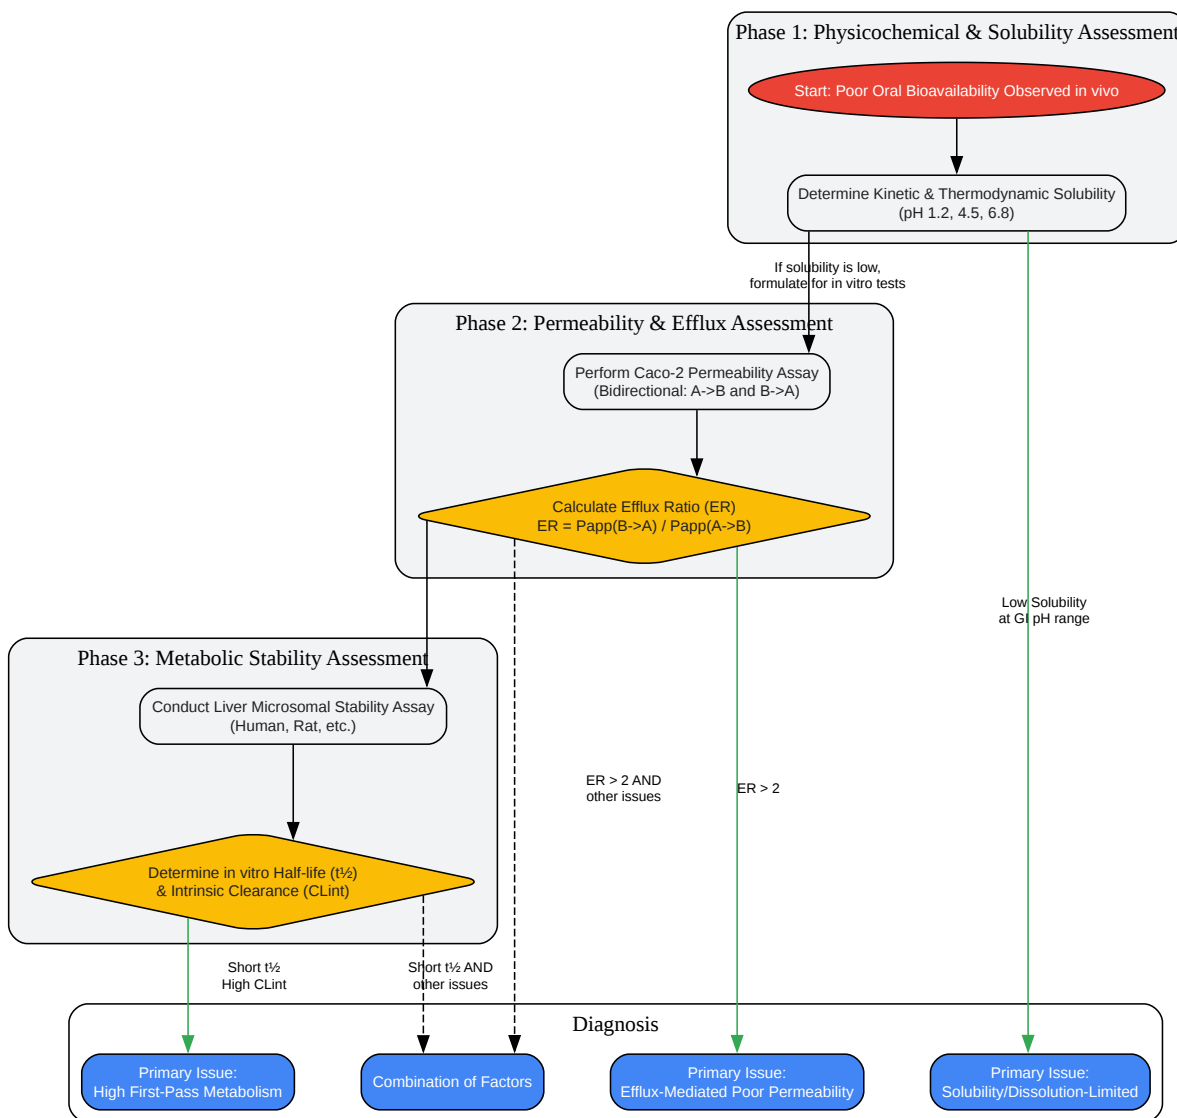 Phase 1: Physicochemical & Solubility Assessment
Start: Poor Oral Bioavailability Observed in vivo
Determine Kinetic & Thermodynamic Solubility
(pH 1.2, 4.5, 6.8)
If solubility is low,
formulate for in vitro tests
Phase 2: Permeability & Efflux Assessment
Perform Caco-2 Permeability Assay
(Bidirectional: A->B and B->A)
Calculate Efflux Ratio (ER)
ER = Papp(B->A) / Papp(A->B)
Low Solubility
at GI pH range
Phase 3: Metabolic Stability Assessment
Conduct Liver Microsomal Stability Assay
(Human, Rat, etc.)
ER > 2 AND
other issues
ER > 2
Determine in vitro Half-life (t½)
& Intrinsic Clearance (CLint)
Short t½
High CLint
Short t½ AND
other issues
Diagnosis
Primary Issue:
High First-Pass Metabolism
Combination of Factors
Primary Issue:
Efflux-Mediated Poor Permeability
Primary Issue:
Solubility/Dissolution-Limited